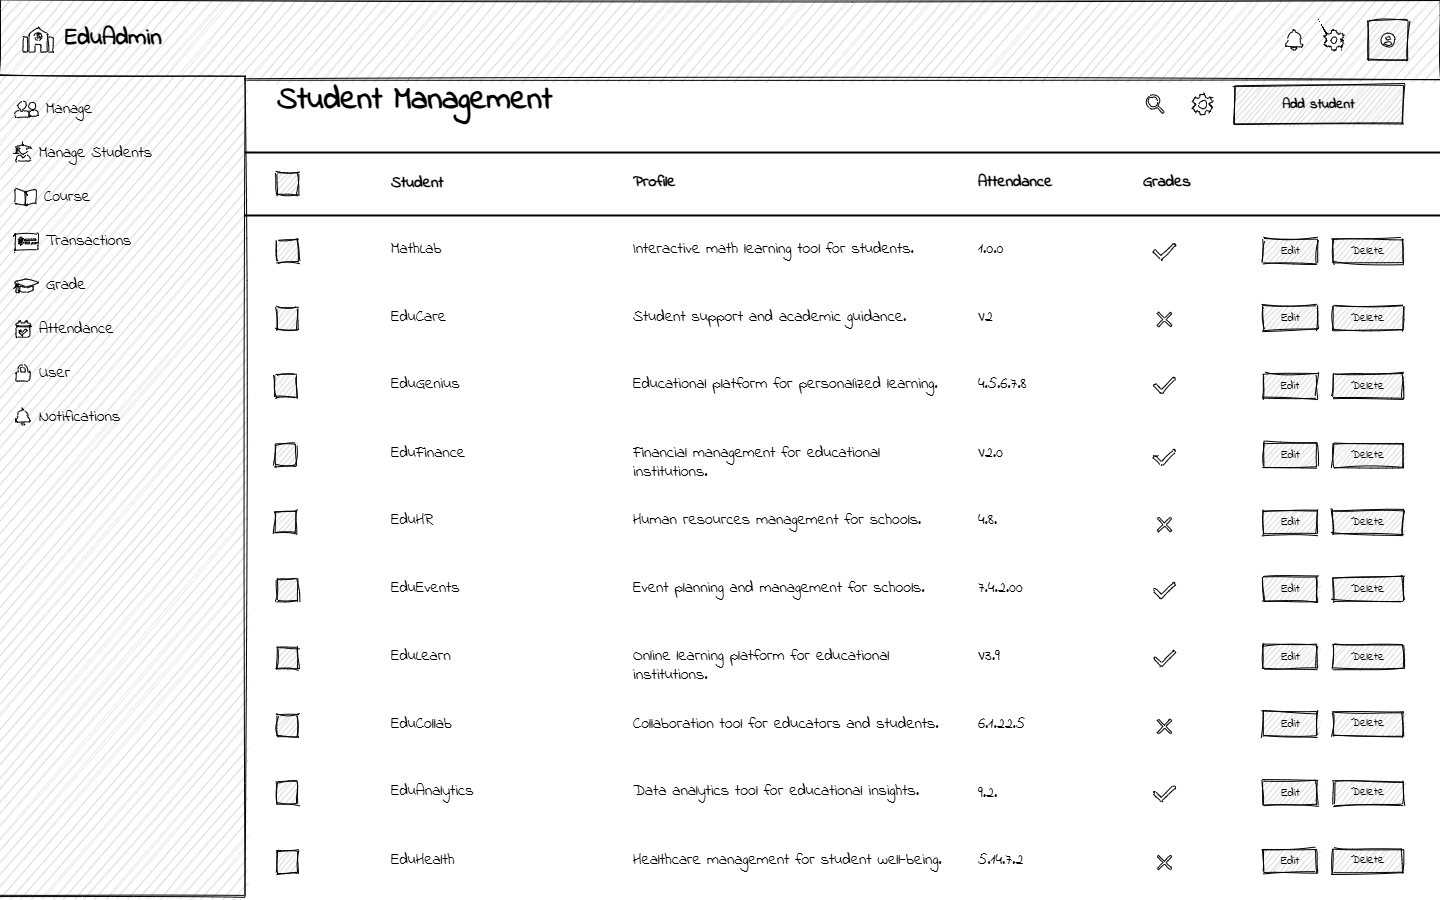 EduAdmin
Manage
Manage Students
Course
Transactions
Grade
Attendance
User
Notifications
Student Management
Add student
Student Profile Attendance Grades
MathLab Interactive math learning tool for students. 1.0.0 Edit Delete
EduCare Student support and academic guidance. v2 Edit Delete
EduGenius Educational platform for personalized learning. 4.5.6.7.8 Edit Delete
EduFinance Financial management for educational v2.0 Edit Delete
institutions.
EduHR Human resources management for schools. 4.8. Edit Delete
EduEvents Event planning and management for schools. 7.4.2.00 Edit Delete
EduLearn Online learning platform for educational v3.9 Edit Delete
institutions.
EduCollab Collaboration tool for educators and students. 6.1.22.5 Edit Delete
EduAnalytics Data analytics tool for educational insights. 9.2. Edit Delete
EduHealth Healthcare management for student well-being. 5.14.7.2 Edit Delete